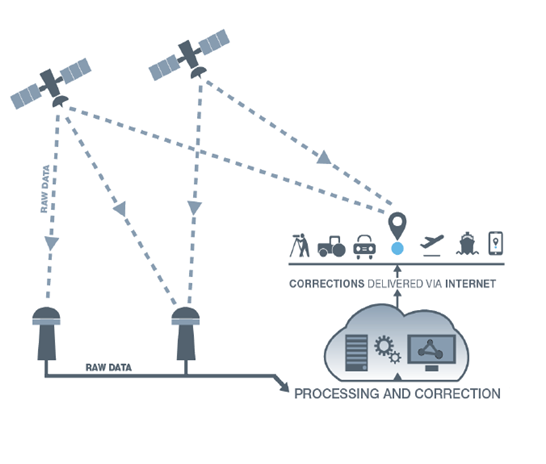 RAW DATA
CORRECTIONS DELIVERED VIA INTERNET
RAW DATA
PROCESSING AND CORRECTION